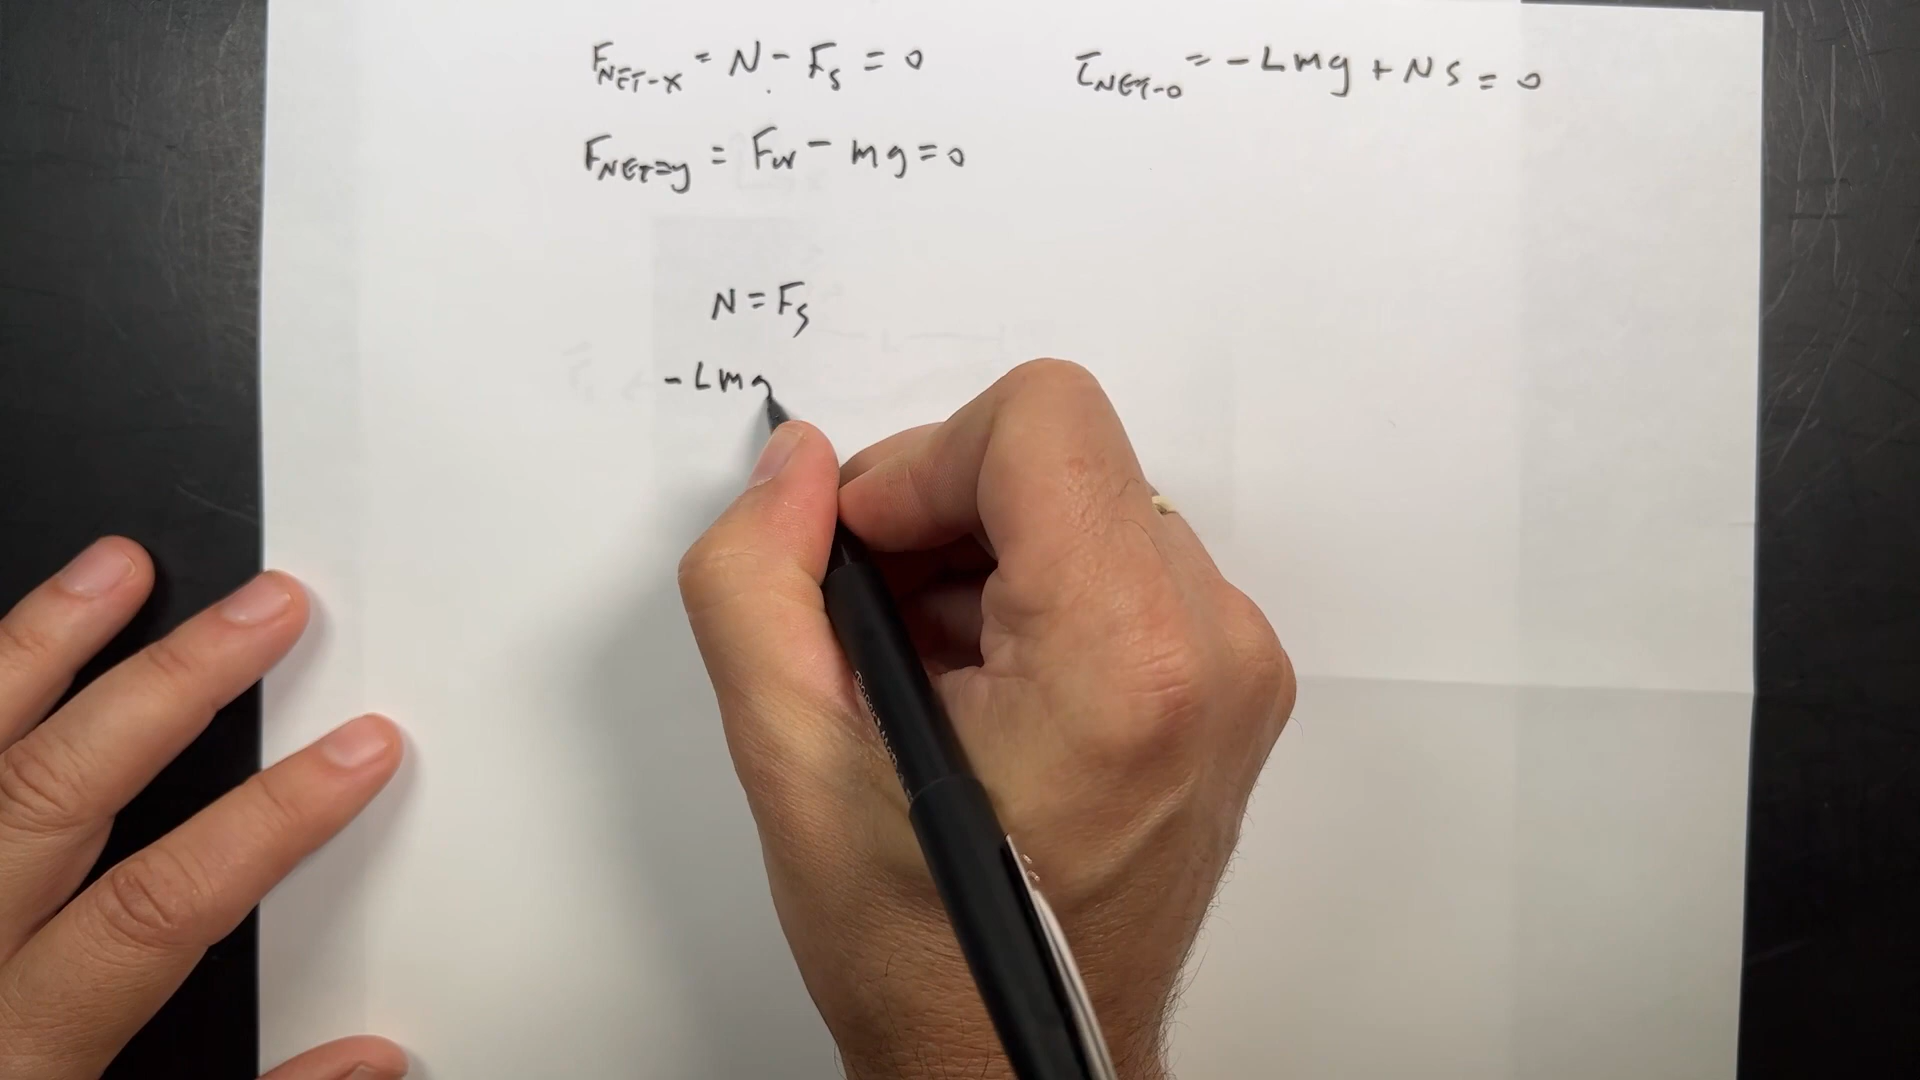 F_NET-x = N - F_s = 0
τ_NET-0 = -Lmg + NS = 0
F_NET=y = F_w - mg = 0
N = F_s
-Lmg